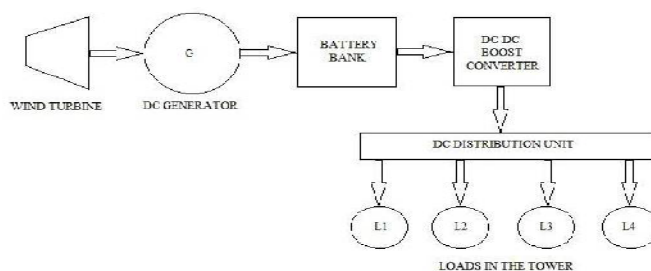 G
BATTERY
BANK
DC DC
BOOST
CONVERTER
WIND TURBINE
DC GENERATOR
DC DISTRIBUTION UNIT
L1
L2
L3
L4
LOADS IN THE TOWER